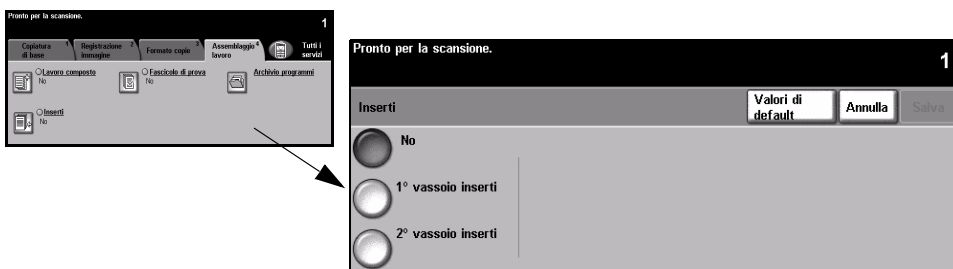 Pronto per la scansione.
1
Copiatura di base 1
Registrazione immagine 2
Formato copie 3
Assemblaggio lavoro 4
Tutti i servizi
Lavoro composto
No
Fascicolo di prova
No
Archivio programmi
Inserti
No
Pronto per la scansione.
1
Inserti
Valori di default
Annulla
Salva
No
1° vassoio inserti
2° vassoio inserti